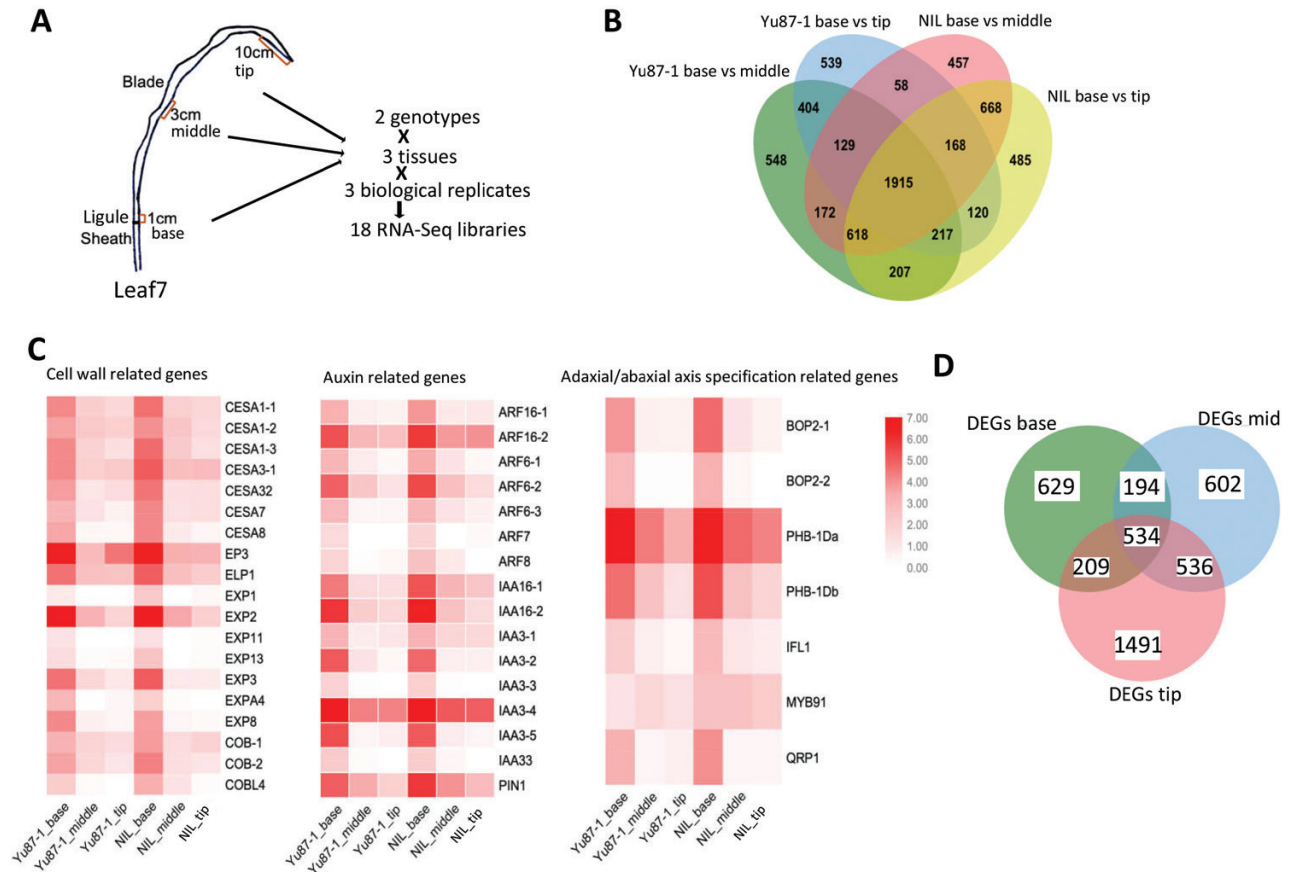 A
10cm
tip
Blade
3cm
middle
Ligule
1cm
Sheath
base
Leaf7
2 genotypes
X
3 tissues
X
3 biological replicates
18 RNA-Seq libraries
B
Yu87-1 base vs tip
NIL base vs middle
Yu87-1 base vs middle
NIL base vs tip
539
457
58
404
668
129
168
548
485
1915
172
120
618
217
207
C
Cell wall related genes
CESA1-1
CESA1-2
CESA1-3
CESA3-1
CESA32
CESA7
CESA8
EP3
ELP1
EXP1
EXP2
EXP11
EXP13
EXP3
EXPA4
EXP8
COB-1
COB-2
COBL4
Yu87-1_base
Yu87-1_middle
Yu87-1_tip
NIL_base
NIL_middle
NIL_tip
Auxin related genes
ARF16-1
ARF16-2
ARF6-1
ARF6-2
ARF6-3
ARF7
ARF8
IAA16-1
IAA16-2
IAA3-1
IAA3-2
IAA3-3
IAA3-4
IAA3-5
IAA33
PIN1
Yu87-1_base
Yu87-1_middle
Yu87-1_tip
NIL_base
NIL_middle
NIL_tip
Adaxial/abaxial axis specification related genes
BOP2-1
BOP2-2
PHB-1Da
PHB-1Db
IFL1
MYB91
QRP1
Yu87-1_base
Yu87-1_middle
Yu87-1_tip
NIL_base
NIL_middle
NIL_tip
7.00
6.00
5.00
4.00
3.00
2.00
1.00
0.00
D
DEGs base
DEGs mid
629
194
602
534
209
536
1491
DEGs tip